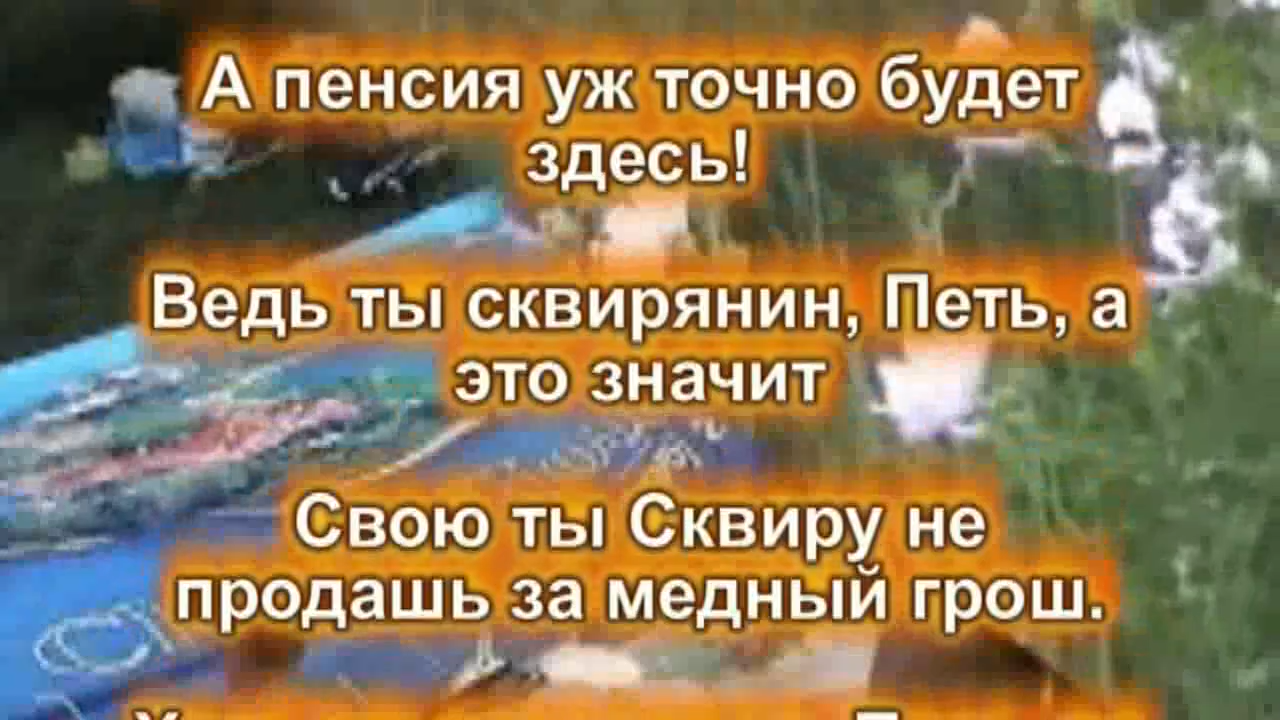 А пенсия уж точно будет
здесь!
Ведь ты сквирянин, Петь, а
это значит
Свою ты Сквиру не
продашь за медный грош.